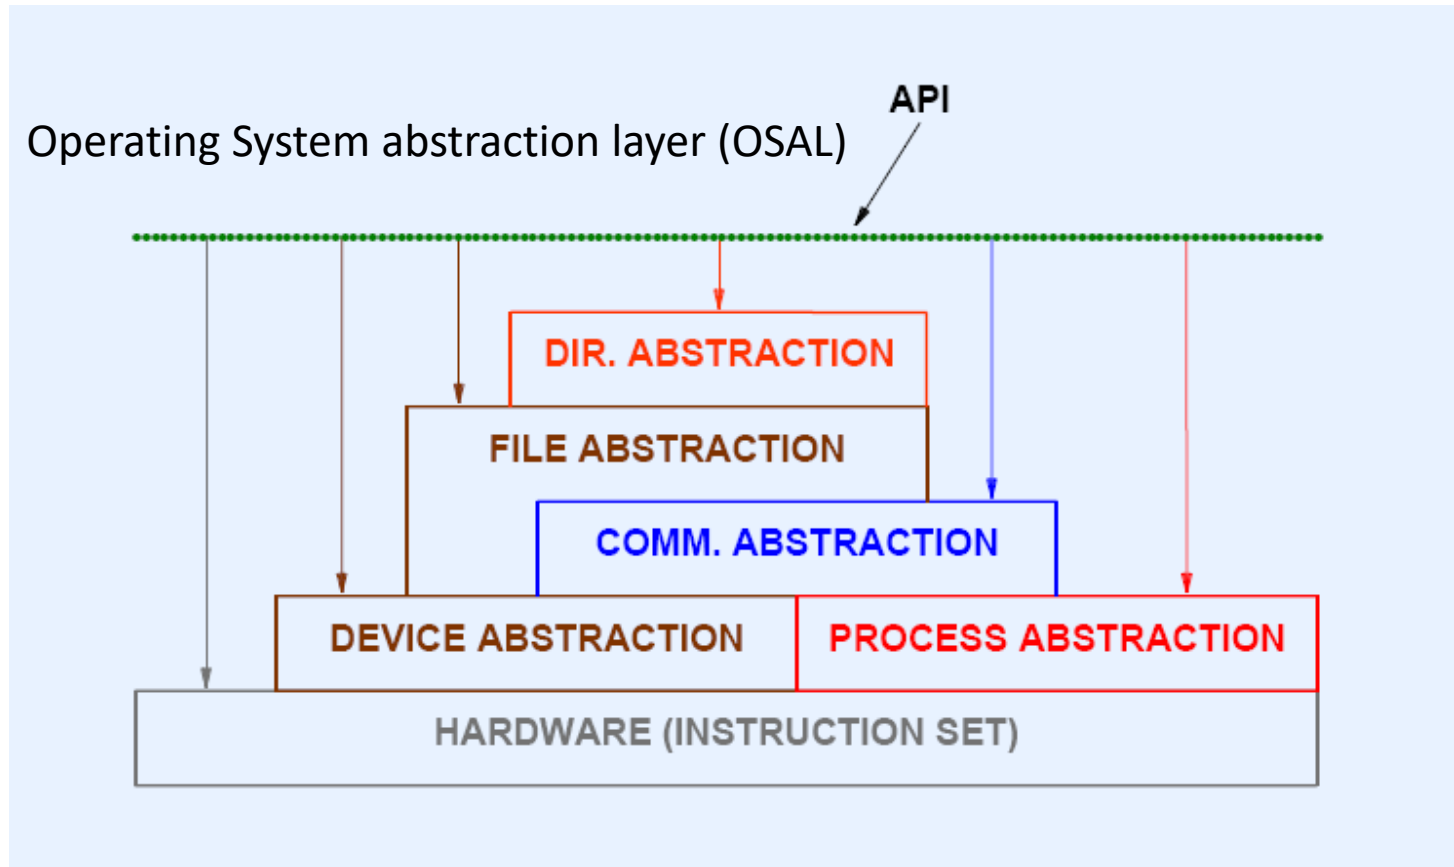 API
Operating System abstraction layer (OSAL)
DIR. ABSTRACTION
FILE ABSTRACTION
COMM. ABSTRACTION
DEVICE ABSTRACTION
PROCESS ABSTRACTION
HARDWARE (INSTRUCTION SET)